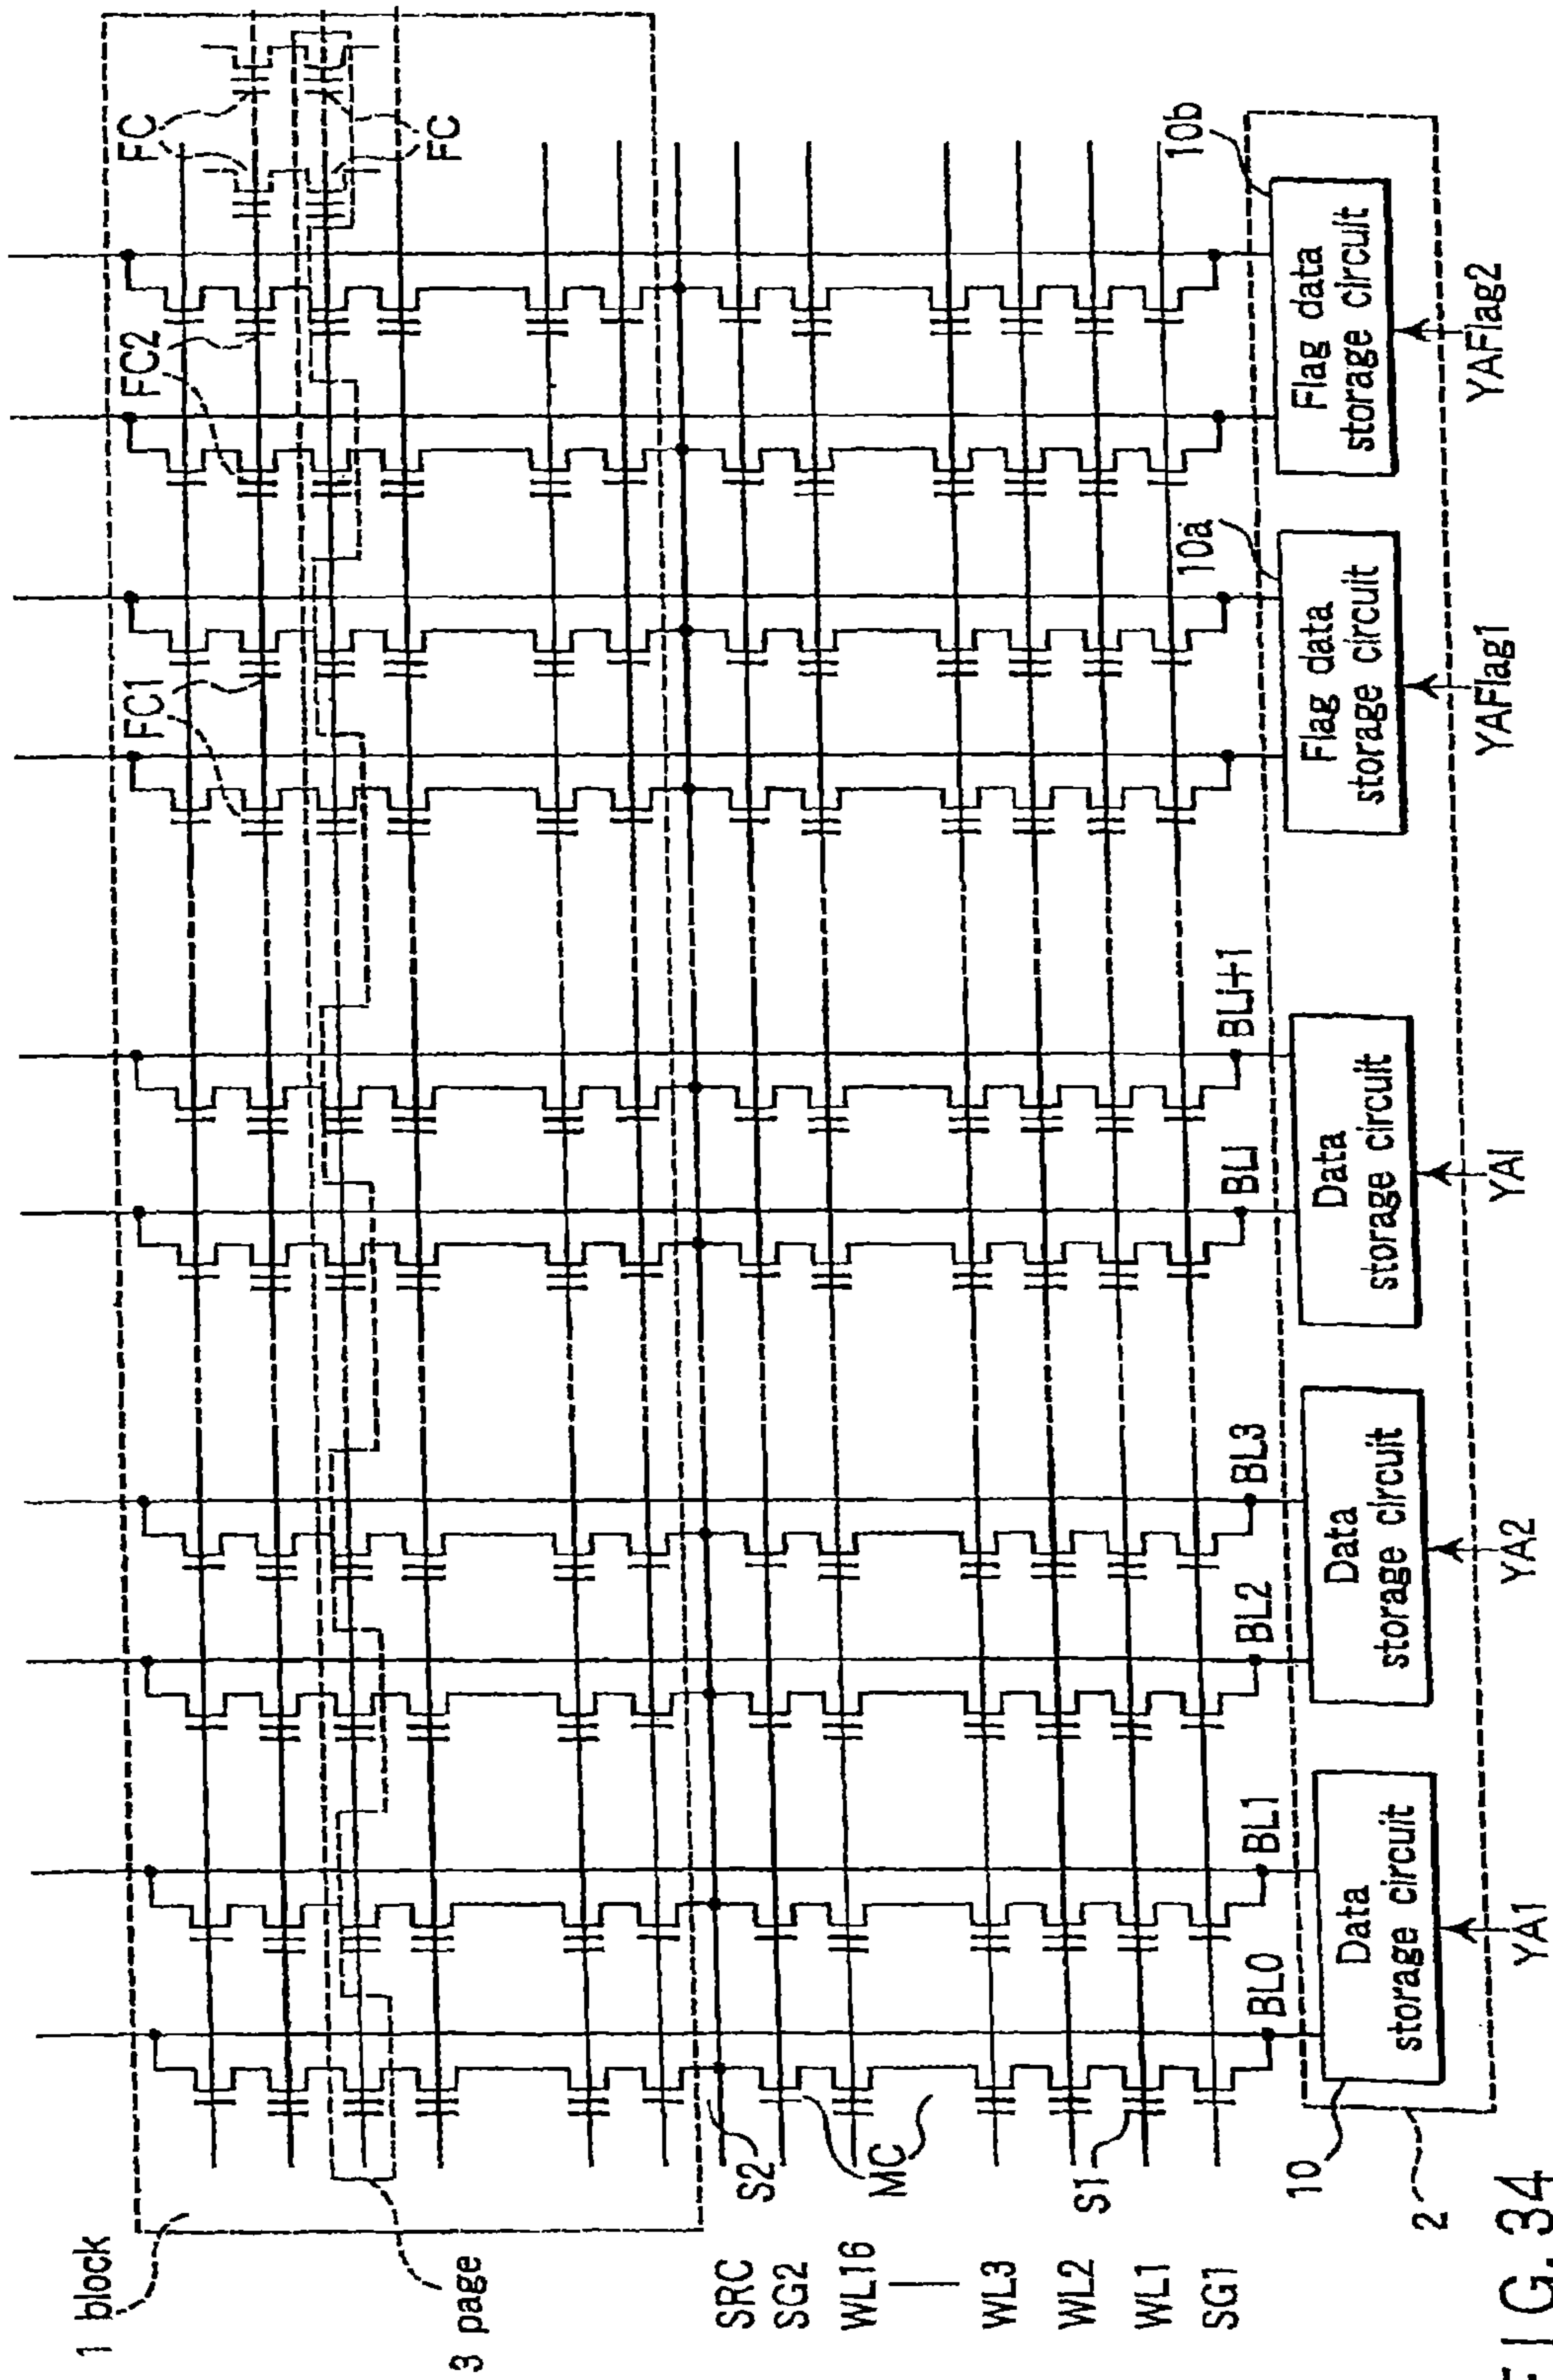 1 block
3 page
FC
FC
FC2
FC1
SRC
SG2
WL16
WL3
WL2
WL1
SG1
S2
MC
S1
BL0
BL1
BL2
BL3
BLi
BLi+1
10a
10b
10
2
Data
storage circuit
Data
storage circuit
Data
storage circuit
Flag data
storage circuit
Flag data
storage circuit
YA1
YA2
YAi
YAFlag1
YAFlag2
FIG. 34